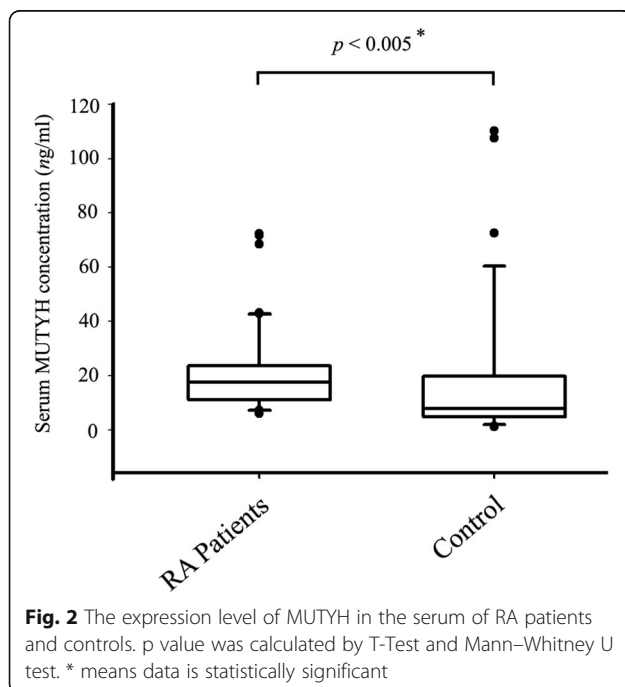 p < 0.005 *
Serum MUTYH concentration (ng/ml)
120
100
80
60
40
20
0
RA Patients
Control
Fig. 2 The expression level of MUTYH in the serum of RA patients
and controls. p value was calculated by T-Test and Mann–Whitney U
test. * means data is statistically significant